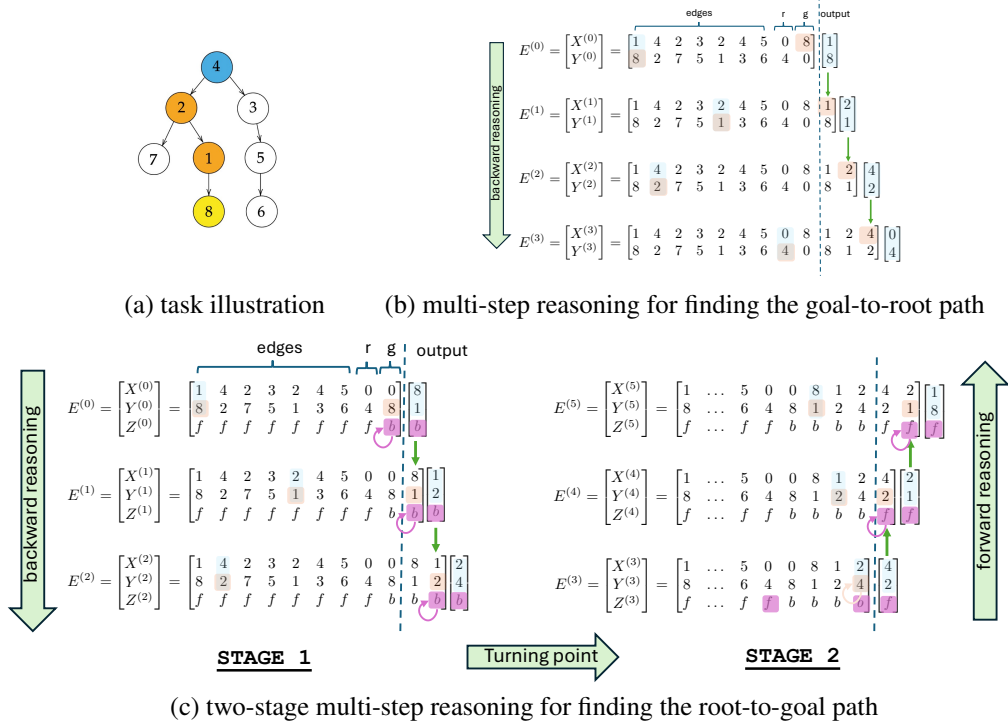 4
2
3
7
1
5
8
6
(a) task illustration
edges r g output
backward reasoning
X⁽⁰⁾ 1 4 2 3 2 4 5 0 8 1
E⁽⁰⁾ = [ ] =
Y⁽⁰⁾ 8 2 7 5 1 3 6 4 0 8
X⁽¹⁾ 1 4 2 3 2 4 5 0 8 1 2
E⁽¹⁾ = [ ] =
Y⁽¹⁾ 8 2 7 5 1 3 6 4 0 8 1
X⁽²⁾ 1 4 2 3 2 4 5 0 8 1 2 4
E⁽²⁾ = [ ] =
Y⁽²⁾ 8 2 7 5 1 3 6 4 0 8 1 2
X⁽³⁾ 1 4 2 3 2 4 5 0 8 1 2 4 0
E⁽³⁾ = [ ] =
Y⁽³⁾ 8 2 7 5 1 3 6 4 0 8 1 2 4
(b) multi-step reasoning for finding the goal-to-root path
backward reasoning
edges r g output
X⁽⁰⁾ 1 4 2 3 2 4 5 0 0 8
E⁽⁰⁾ = Y⁽⁰⁾ = 8 2 7 5 1 3 6 4 8 1
Z⁽⁰⁾ f f f f f f f f b b
X⁽¹⁾ 1 4 2 3 2 4 5 0 0 8 1
E⁽¹⁾ = Y⁽¹⁾ = 8 2 7 5 1 3 6 4 8 1 2
Z⁽¹⁾ f f f f f f f f b b b
X⁽²⁾ 1 4 2 3 2 4 5 0 0 8 1 2
E⁽²⁾ = Y⁽²⁾ = 8 2 7 5 1 3 6 4 8 1 2 4
Z⁽²⁾ f f f f f f f f b b b b
STAGE 1
Turning point
X⁽⁵⁾ 1 … 5 0 0 8 1 2 4 2 1
E⁽⁵⁾ = Y⁽⁵⁾ = 8 … 6 4 8 1 2 4 2 1 8
Z⁽⁵⁾ f … f f b b b b f f f
X⁽⁴⁾ 1 … 5 0 0 8 1 2 4 2
E⁽⁴⁾ = Y⁽⁴⁾ = 8 … 6 4 8 1 2 4 2 1
Z⁽⁴⁾ f … f f b b b b f f
X⁽³⁾ 1 … 5 0 0 8 1 2 4
E⁽³⁾ = Y⁽³⁾ = 8 … 6 4 8 1 2 4 2
Z⁽³⁾ f … f f b b b b f
STAGE 2
forward reasoning
(c) two-stage multi-step reasoning for finding the root-to-goal path